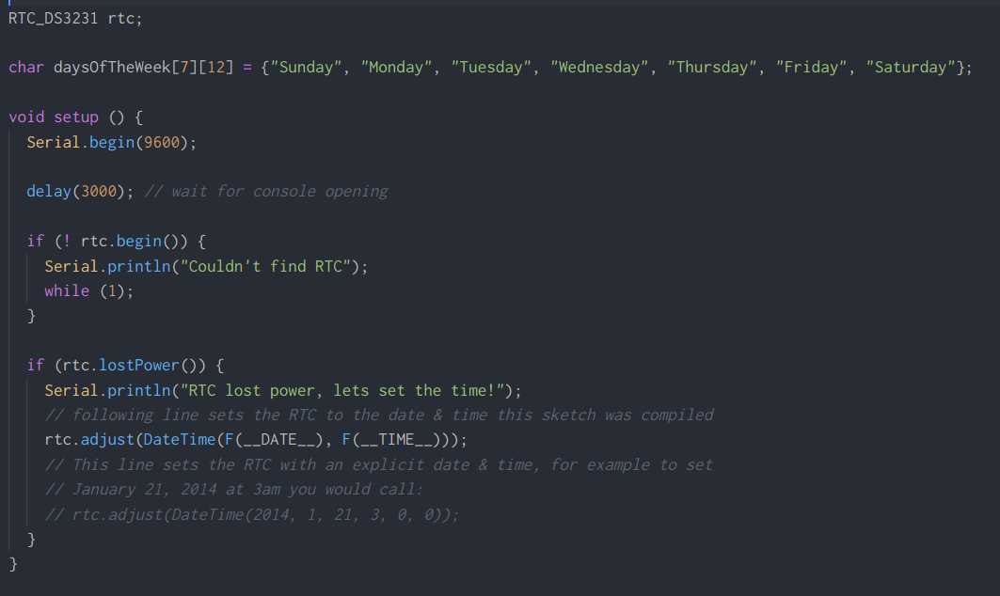 RTC_DS3231 rtc;
char daysOfTheWeek[7][12] = {"Sunday", "Monday", "Tuesday", "Wednesday", "Thursday", "Friday", "Saturday"};
void setup () {
Serial.begin(9600);
delay(3000); // wait for console opening
if (! rtc.begin()) {
Serial.println("Couldn't find RTC");
while (1);
}
if (rtc.lostPower()) {
Serial.println("RTC lost power, lets set the time!");
// following line sets the RTC to the date & time this sketch was compiled
rtc.adjust(DateTime(F(__DATE__), F(__TIME__)));
// This line sets the RTC with an explicit date & time, for example to set
// January 21, 2014 at 3am you would call:
// rtc.adjust(DateTime(2014, 1, 21, 3, 0, 0));
}
}